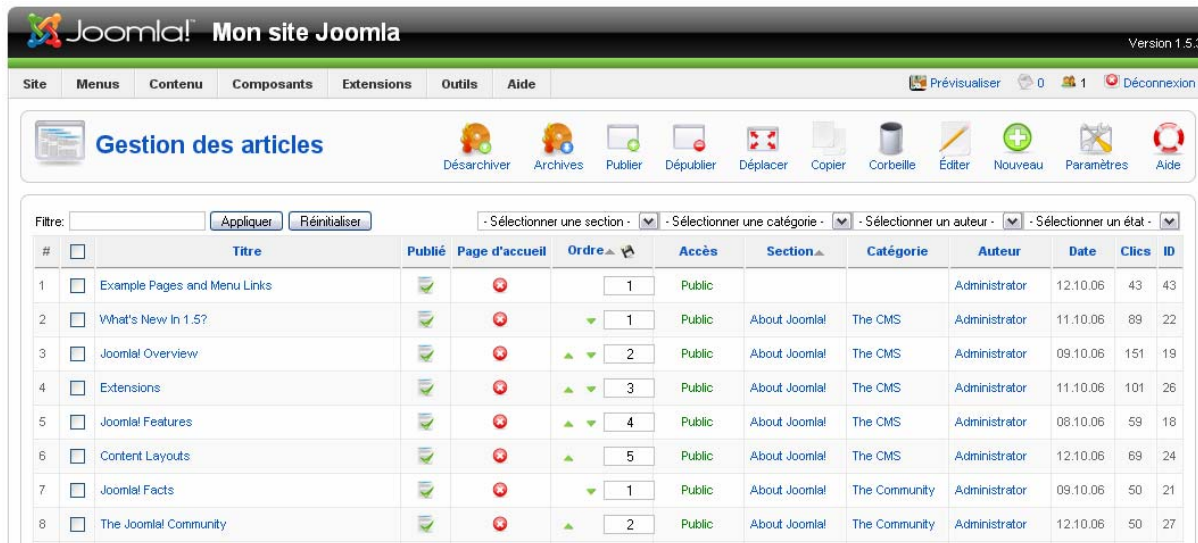 Joomla! Mon site Joomla
Version 1.5.3
Site Menus Contenu Composants Extensions Outils Aide Prévisualiser 0 1 Déconnexion
Gestion des articles Désarchiver Archives Publier Dépublier Déplacer Copier Corbeille Éditer Nouveau Paramètres Aide
Filtre: Appliquer Réinitialiser - Sélectionner une section - - Sélectionner une catégorie - - Sélectionner un auteur - - Sélectionner un état -
# Titre Publié Page d'accueil Ordre Accès Section Catégorie Auteur Date Clics ID
1 Example Pages and Menu Links 1 Public Administrator 12.10.06 43 43
2 What's New In 1.5? 1 Public About Joomla! The CMS Administrator 11.10.06 89 22
3 Joomla! Overview 2 Public About Joomla! The CMS Administrator 09.10.06 151 19
4 Extensions 3 Public About Joomla! The CMS Administrator 11.10.06 101 26
5 Joomla! Features 4 Public About Joomla! The CMS Administrator 08.10.06 59 18
6 Content Layouts 5 Public About Joomla! The CMS Administrator 12.10.06 69 24
7 Joomla! Facts 1 Public About Joomla! The Community Administrator 09.10.06 50 21
8 The Joomla! Community 2 Public About Joomla! The Community Administrator 12.10.06 50 27